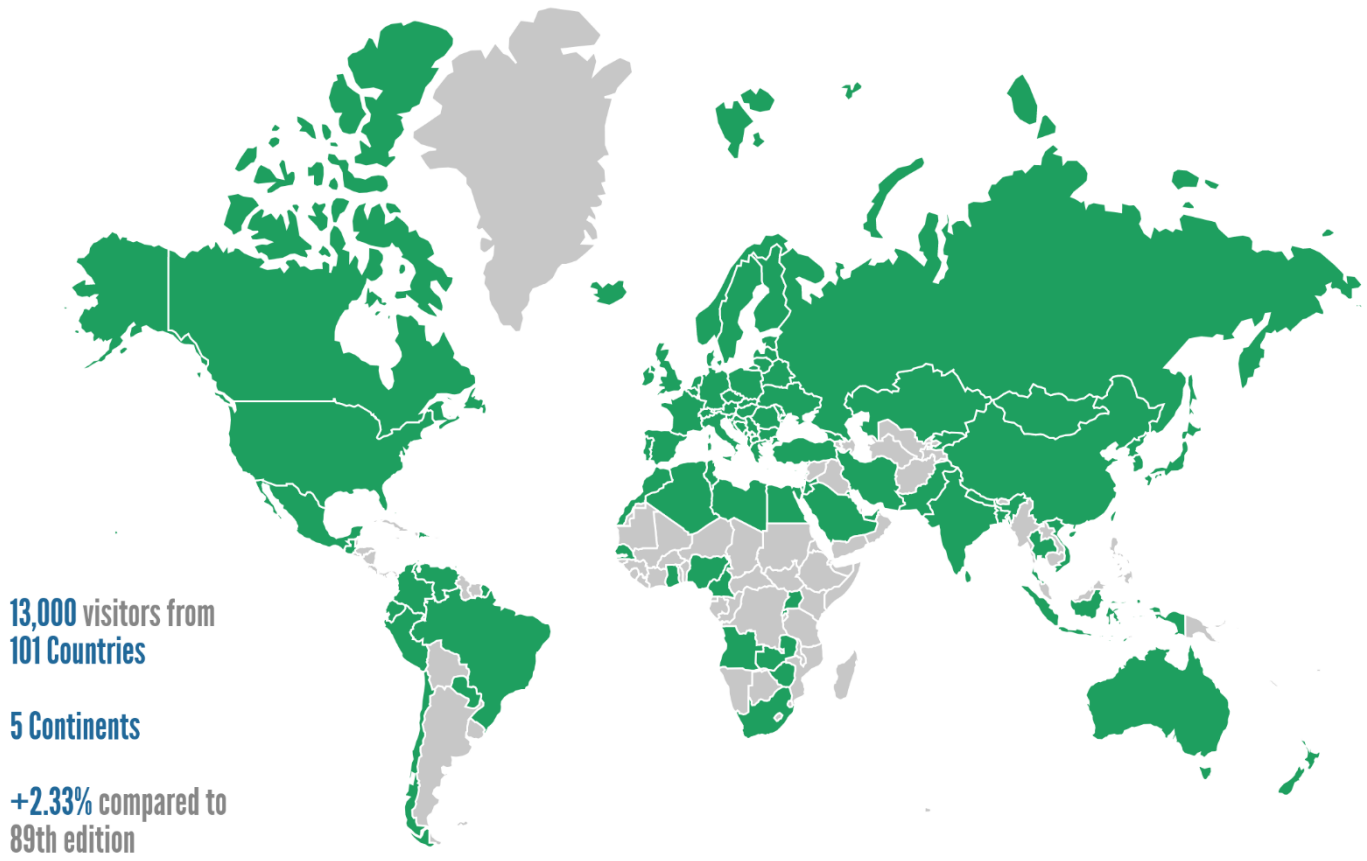 13,000 visitors from
101 Countries
5 Continents
+2.33% compared to
89th edition